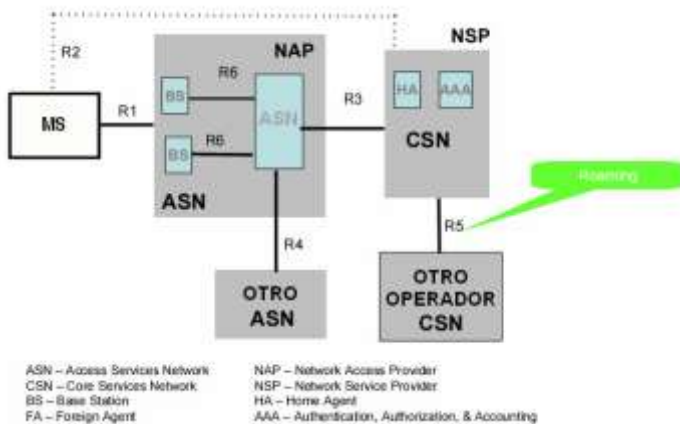 R2
NAP
NSP
MS
R1
BS
R6
BS
R6
ASN
ASN
R3
HA
AAA
CSN
Roaming
R4
R5
OTRO
ASN
OTRO
OPERADOR
CSN
ASN – Access Services Network
CSN – Core Services Network
BS – Base Station
FA – Foreign Agent
NAP – Network Access Provider
NSP – Network Service Provider
HA – Home Agent
AAA – Authentication, Authorization, & Accounting